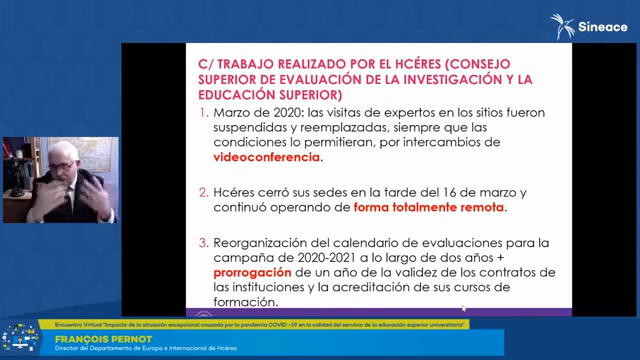 Sineace
C/ TRABAJO REALIZADO POR EL HCÉRES (CONSEJO
SUPERIOR DE EVALUACIÓN DE LA INVESTIGACIÓN Y LA
EDUCACIÓN SUPERIOR)
1. Marzo de 2020: las visitas de expertos en los sitios fueron
suspendidas y reemplazadas, siempre que las
condiciones lo permitieran, por intercambios de
videoconferencia.
2. Hcéres cerró sus sedes en la tarde del 16 de marzo y
continuó operando de forma totalmente remota.
3. Reorganización del calendario de evaluaciones para la
campaña de 2020-2021 a lo largo de dos años +
prorrogación de un año de la validez de los contratos de
las instituciones y la acreditación de sus cursos de
formación.
Encuentro Virtual "Impacto de la situación excepcional causada por la pandemia COVID -19 en la calidad del servicio de la educación superior universitaria"
FRANÇOIS PERNOT
Director del Departamento de Europa e Internacional de Hcéres